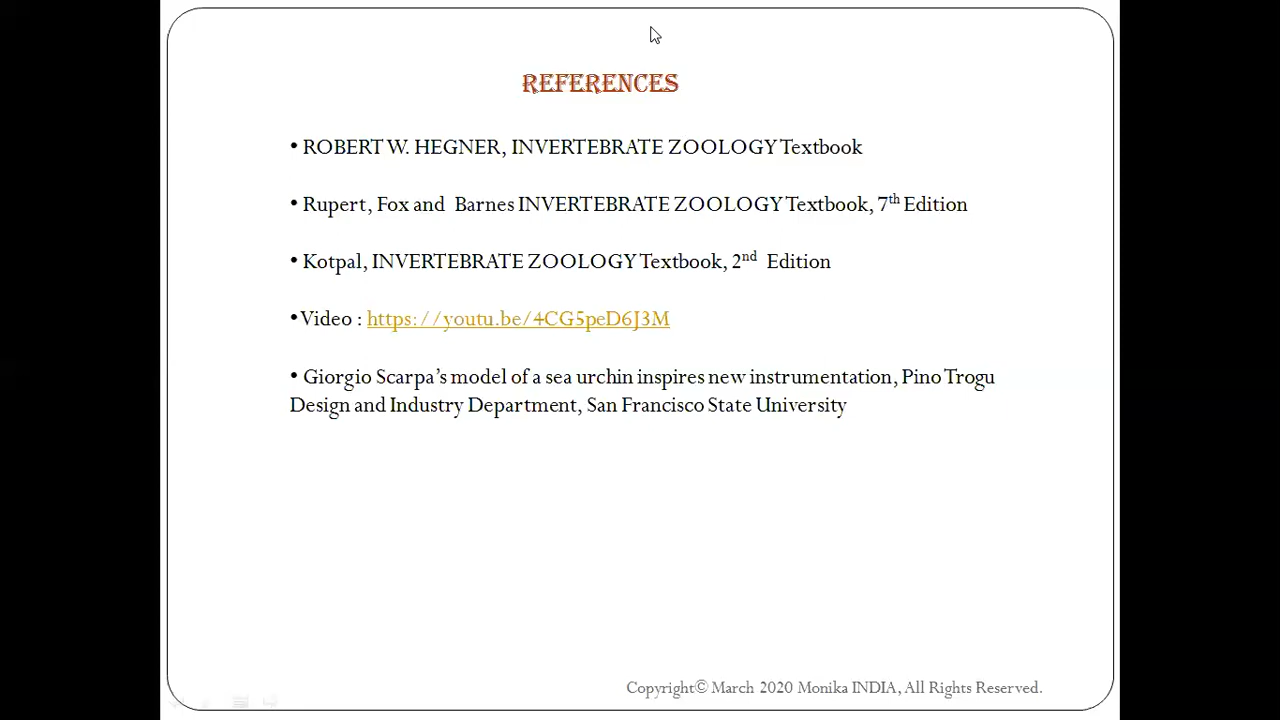 REFERENCES
• ROBERT W. HEGNER, INVERTEBRATE ZOOLOGY Textbook
• Rupert, Fox and Barnes INVERTEBRATE ZOOLOGY Textbook, 7th Edition
• Kotpal, INVERTEBRATE ZOOLOGY Textbook, 2nd Edition
•Video : https://youtu.be/4CG5peD6J3M
• Giorgio Scarpa’s model of a sea urchin inspires new instrumentation, Pino Trogu
Design and Industry Department, San Francisco State University
Copyright© March 2020 Monika INDIA, All Rights Reserved.